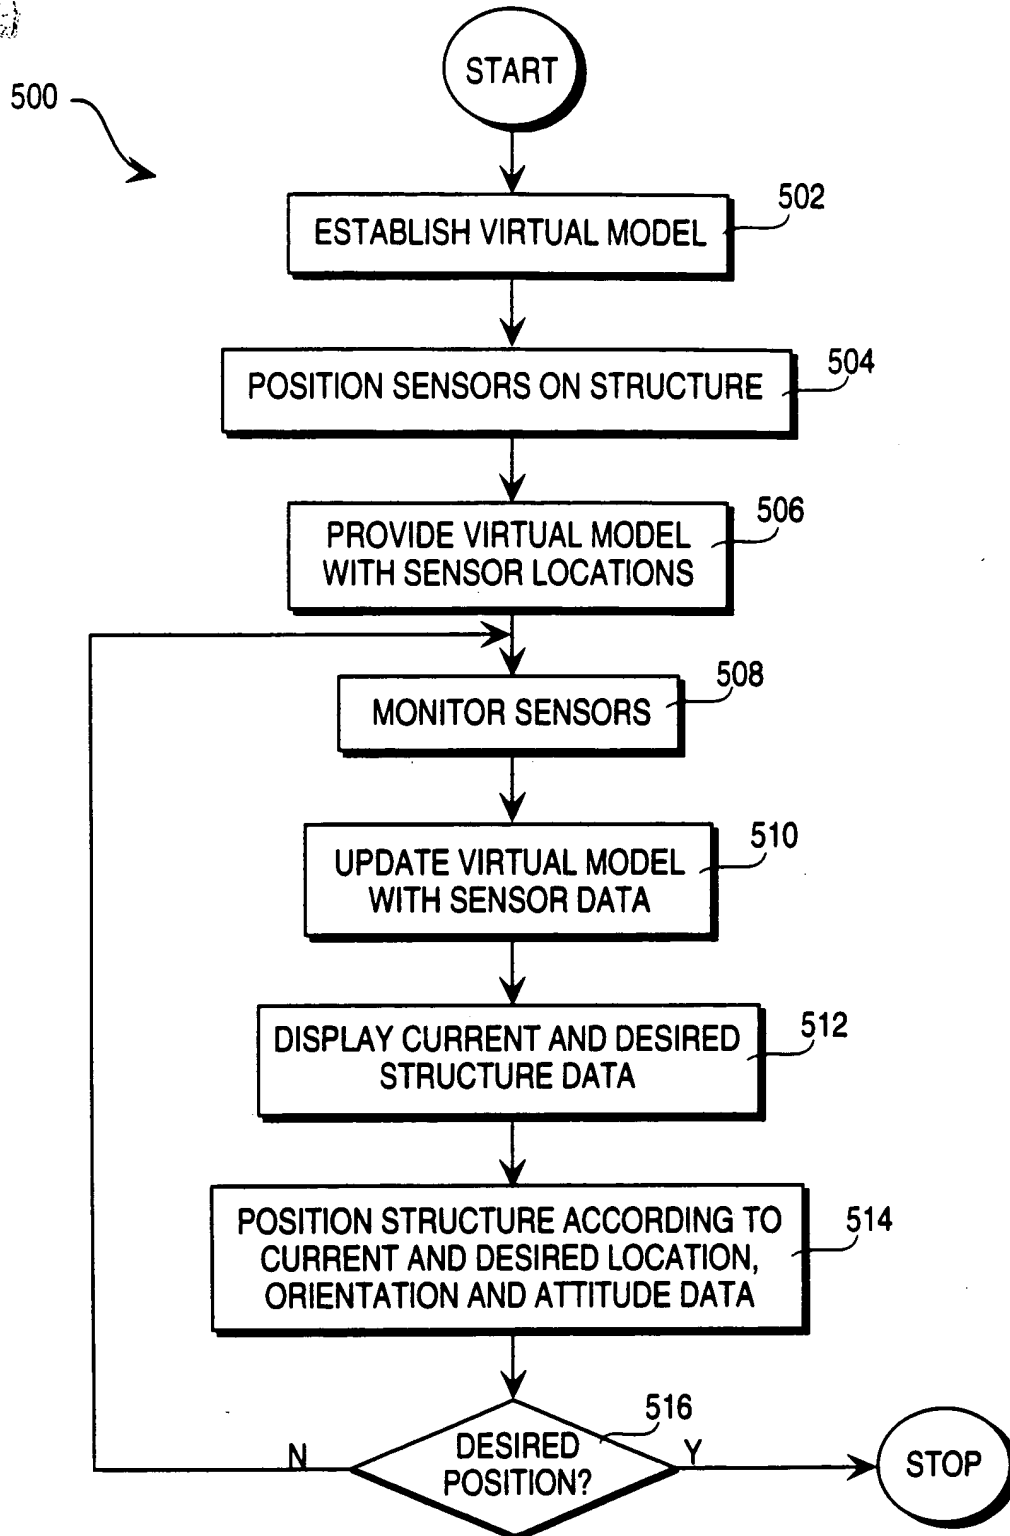 START
500
502
ESTABLISH VIRTUAL MODEL
504
POSITION SENSORS ON STRUCTURE
506
PROVIDE VIRTUAL MODEL
WITH SENSOR LOCATIONS
508
MONITOR SENSORS
510
UPDATE VIRTUAL MODEL
WITH SENSOR DATA
512
DISPLAY CURRENT AND DESIRED
STRUCTURE DATA
514
POSITION STRUCTURE ACCORDING TO
CURRENT AND DESIRED LOCATION,
ORIENTATION AND ATTITUDE DATA
516
N
DESIRED
POSITION?
Y
STOP